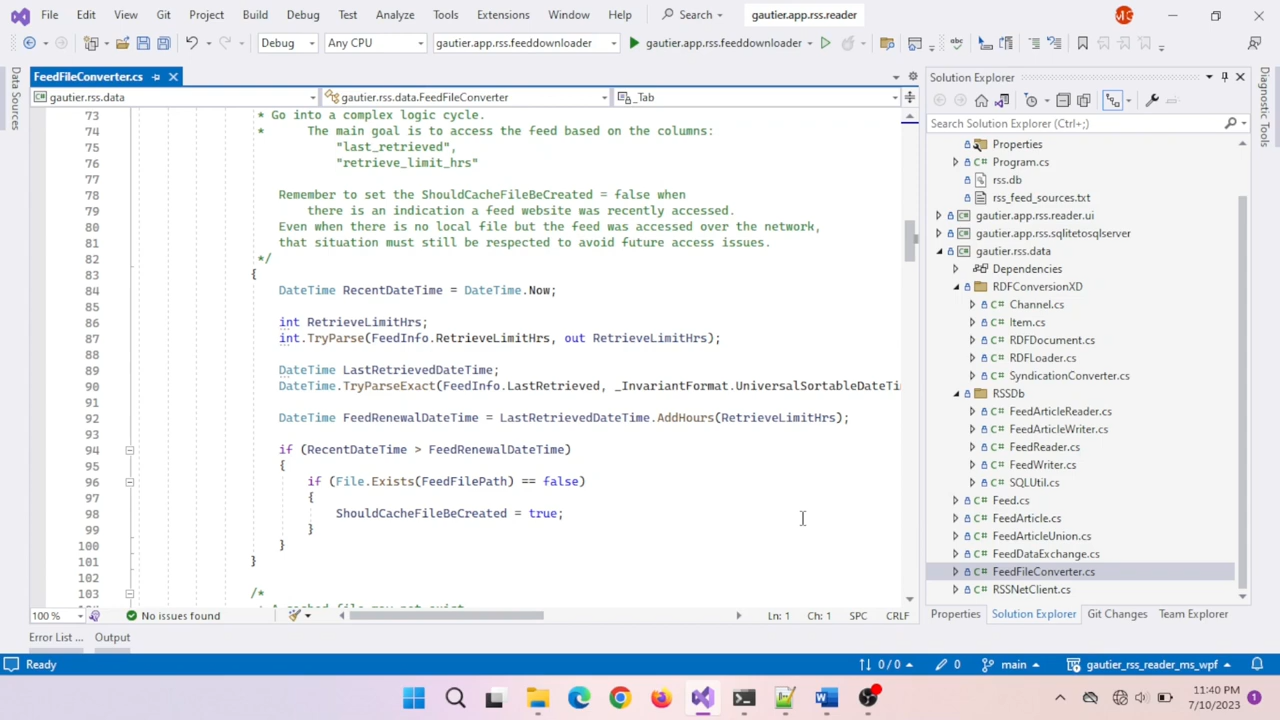 File Edit View Git Project Build Debug Test Analyze Tools Extensions Window Help Search gautier.app.rss.reader MG
Debug Any CPU gautier.app.rss.feeddownloader gautier.app.rss.feeddownloader
Data Sources
FeedFileConverter.cs
gautier.rss.data gautier.rss.data.FeedFileConverter _Tab
73 * Go into a complex logic cycle.
74 * The main goal is to access the feed based on the columns:
75 "last_retrieved",
76 "retrieve_limit_hrs"
77
78 Remember to set the ShouldCacheFileBeCreated = false when
79 there is an indication a feed website was recently accessed.
80 Even when there is no local file but the feed was accessed over the network,
81 that situation must still be respected to avoid future access issues.
82 */
83 {
84 DateTime RecentDateTime = DateTime.Now;
85
86 int RetrieveLimitHrs;
87 int.TryParse(FeedInfo.RetrieveLimitHrs, out RetrieveLimitHrs);
88
89 DateTime LastRetrievedDateTime;
90 DateTime.TryParseExact(FeedInfo.LastRetrieved, _InvariantFormat.UniversalSortableDateTi
91
92 DateTime FeedRenewalDateTime = LastRetrievedDateTime.AddHours(RetrieveLimitHrs);
93
94 if (RecentDateTime > FeedRenewalDateTime)
95 {
96 if (File.Exists(FeedFilePath) == false)
97 {
98 ShouldCacheFileBeCreated = true;
99 }
100 }
101 }
102
103 /*
* A cached file may not exist
100 % No issues found Ln: 1 Ch: 1 SPC CRLF
Error List ... Output
Solution Explorer
Search Solution Explorer (Ctrl+;)
Properties
C# Program.cs
rss.db
rss_feed_sources.txt
gautier.app.rss.reader.ui
gautier.app.rss.sqlitetosqlserver
gautier.rss.data
Dependencies
RDFConversionXD
C# Channel.cs
C# Item.cs
C# RDFDocument.cs
C# RDFLoader.cs
C# SyndicationConverter.cs
RSSDb
C# FeedArticleReader.cs
C# FeedArticleWriter.cs
C# FeedReader.cs
C# FeedWriter.cs
C# SQLUtil.cs
C# Feed.cs
C# FeedArticle.cs
C# FeedArticleUnion.cs
C# FeedDataExchange.cs
C# FeedFileConverter.cs
C# RSSNetClient.cs
Properties Solution Explorer Git Changes Team Explorer
Diagnostic Tools
Ready 0 / 0 0 main gautier_rss_reader_ms_wpf
11:40 PM
7/10/2023 1